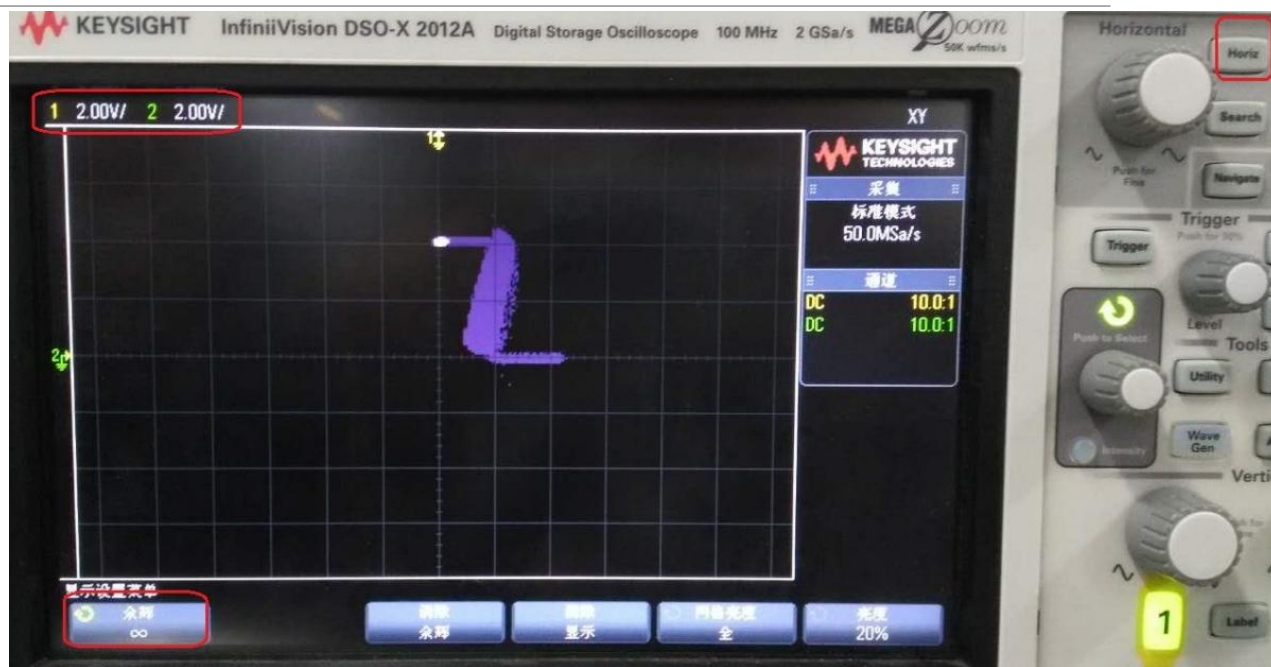 KEYSIGHT InfiniiVision DSO-X 2012A Digital Storage Oscilloscope 100 MHz 2 GSa/s MEGA Zoom
50K wfms/s
Horizontal
Horiz
Search
Push for
Fine
Navigate
1 2.00V/ 2 2.00V/
XY
1
KEYSIGHT
TECHNOLOGIES
采集
标准模式
50.0MSa/s
通道
DC 10.0:1
DC 10.0:1
2
Trigger
Push for 50%
Trigger
Level
Push to Select
Tools
Utility
Intensity
Wave
Gen
Verti
显示设置菜单
余辉
∞
清除
余辉
清除
显示
网格亮度
全
亮度
20%
1
Label